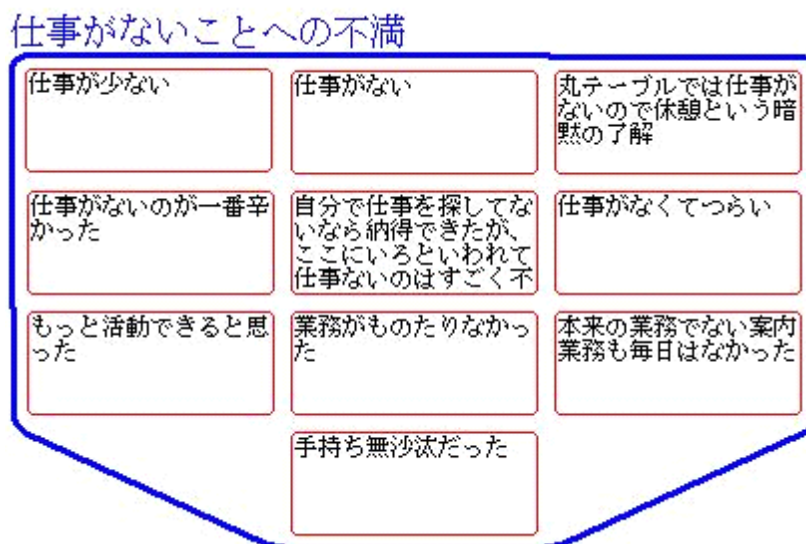 仕事がないことへの不満
仕事が少ない
仕事がない
丸テーブルでは仕事が
ないので休憩という暗
黙の了解
仕事がないのが一番辛
かった
自分で仕事を探してな
いなら納得できたが、
ここにいろといわれて
仕事ないのはすごく不
仕事がなくてつらい
もっと活動できると思
った
業務がものたりなかっ
た
本来の業務でない案内
業務も毎日はなかった
手持ち無沙汰だった